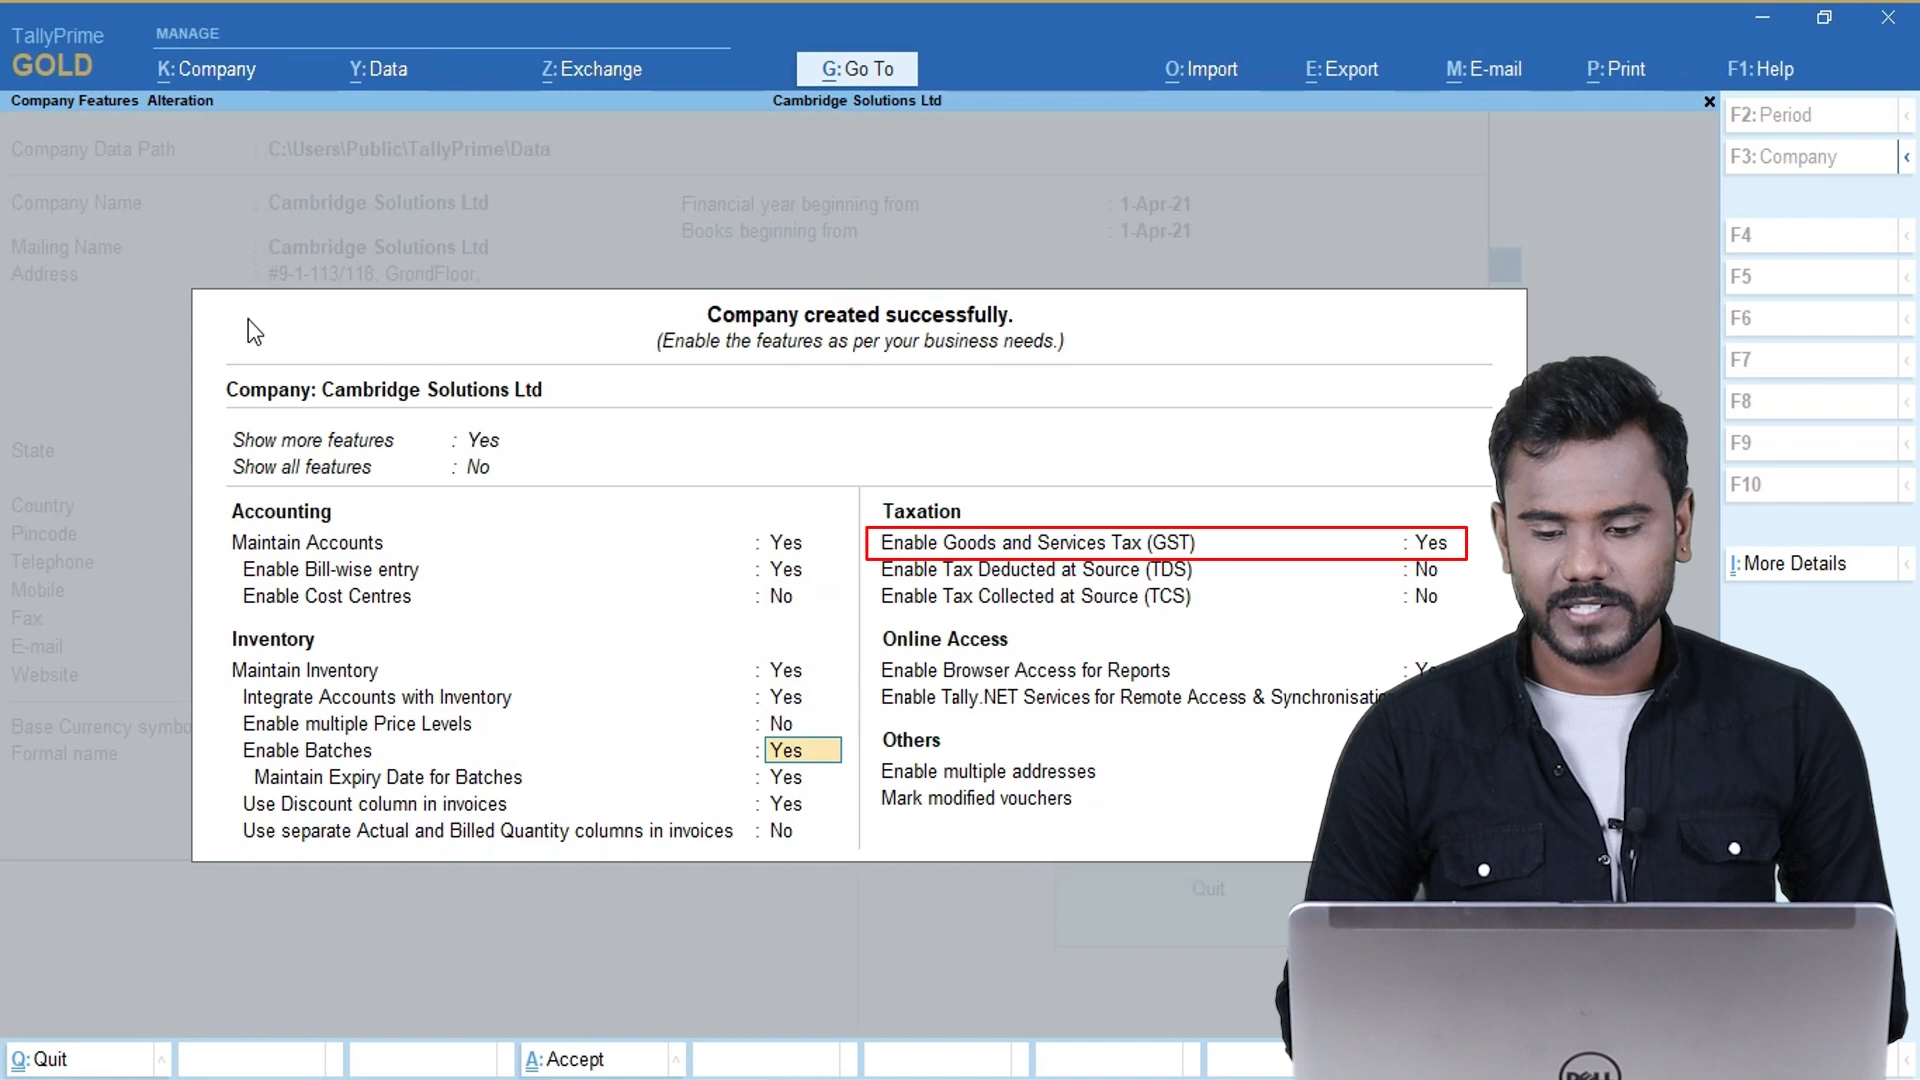 TallyPrime
GOLD
MANAGE
K: Company
Y: Data
Z: Exchange
G: Go To
O: Import
E: Export
M: E-mail
P: Print
F1: Help
Company Features Alteration
Cambridge Solutions Ltd
F2: Period
F3: Company
F4
F5
F6
F7
F8
F9
F10
I: More Details
Company Data Path : C:\Users\Public\TallyPrime\Data
Company Name : Cambridge Solutions Ltd
Financial year beginning from : 1-Apr-21
Books beginning from : 1-Apr-21
Mailing Name : Cambridge Solutions Ltd
Address : #9-1-113/118, GrondFloor,
State
Country
Pincode
Telephone
Mobile
Fax
E-mail
Website
Base Currency symbo
Formal name
Company created successfully.
(Enable the features as per your business needs.)
Company: Cambridge Solutions Ltd
Show more features : Yes
Show all features : No
Accounting
Maintain Accounts : Yes
Enable Bill-wise entry : Yes
Enable Cost Centres : No
Inventory
Maintain Inventory : Yes
Integrate Accounts with Inventory : Yes
Enable multiple Price Levels : No
Enable Batches : Yes
Maintain Expiry Date for Batches : Yes
Use Discount column in invoices : Yes
Use separate Actual and Billed Quantity columns in invoices : No
Taxation
Enable Goods and Services Tax (GST) : Yes
Enable Tax Deducted at Source (TDS) : No
Enable Tax Collected at Source (TCS) : No
Online Access
Enable Browser Access for Reports :
Enable Tally.NET Services for Remote Access & Synchronisatio
Others
Enable multiple addresses
Mark modified vouchers
Quit
Q: Quit
A: Accept
DELL